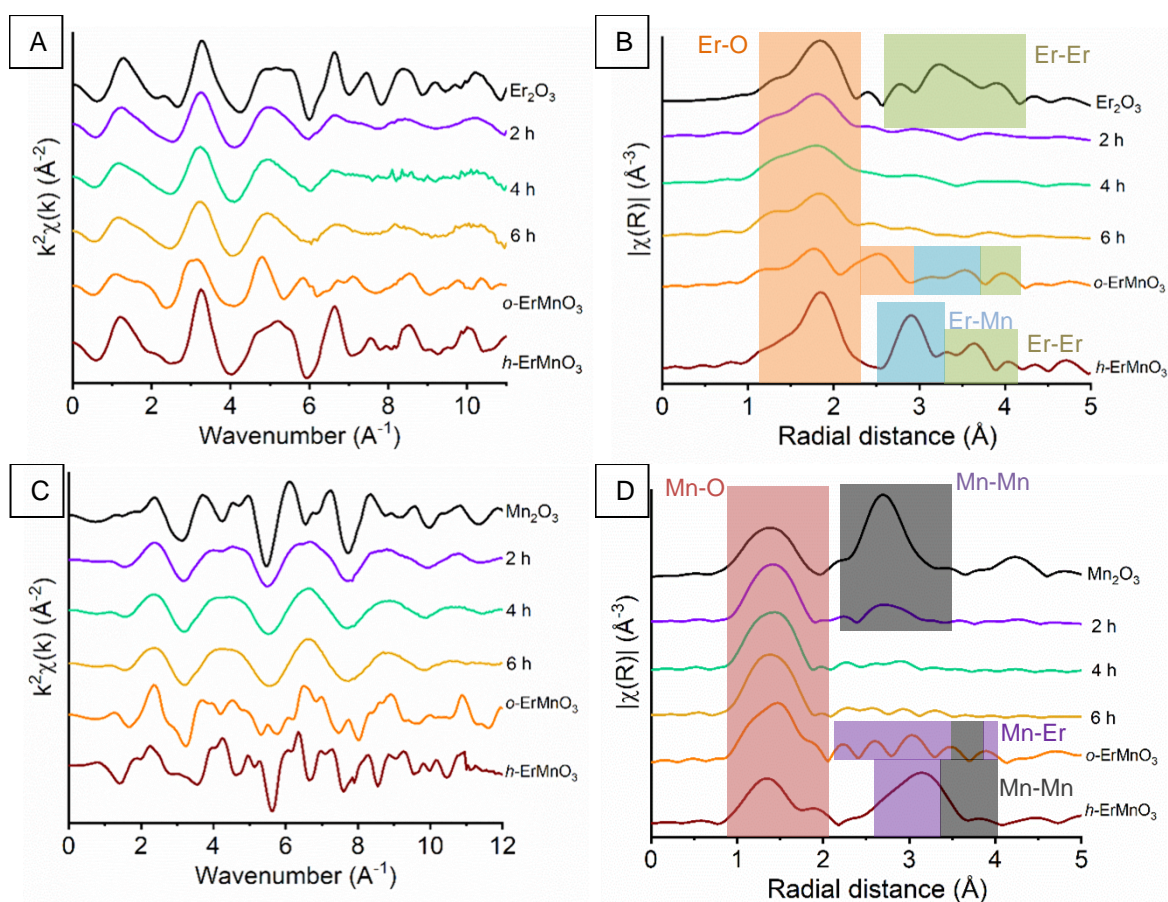 A
k²χ(k) (Å⁻²)
Er₂O₃
2 h
4 h
6 h
o-ErMnO₃
h-ErMnO₃
0 2 4 6 8 10
Wavenumber (A⁻¹)
B
|χ(R)| (Å⁻³)
Er-O
Er-Er
Er₂O₃
2 h
4 h
6 h
o-ErMnO₃
Er-Mn
Er-Er
h-ErMnO₃
0 1 2 3 4 5
Radial distance (Å)
C
k²χ(k) (Å⁻²)
Mn₂O₃
2 h
4 h
6 h
o-ErMnO₃
h-ErMnO₃
0 2 4 6 8 10 12
Wavenumber (A⁻¹)
D
|χ(R)| (Å⁻³)
Mn-O
Mn-Mn
Mn₂O₃
2 h
4 h
6 h
Mn-Er
o-ErMnO₃
Mn-Mn
h-ErMnO₃
0 1 2 3 4 5
Radial distance (Å)